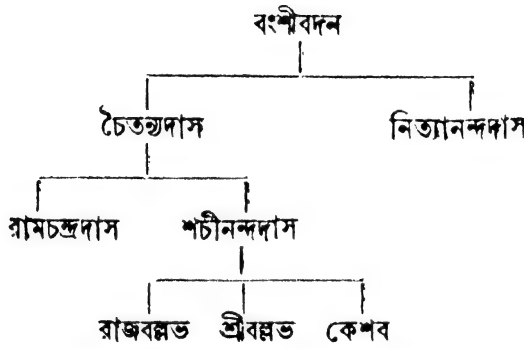 বংশীবদন
চৈতন্যদাস নিত্যানন্দদাস
রামচন্দ্রদাস শচীনন্দদাস
রাজবল্লভ শ্রীবল্লভ কেশব